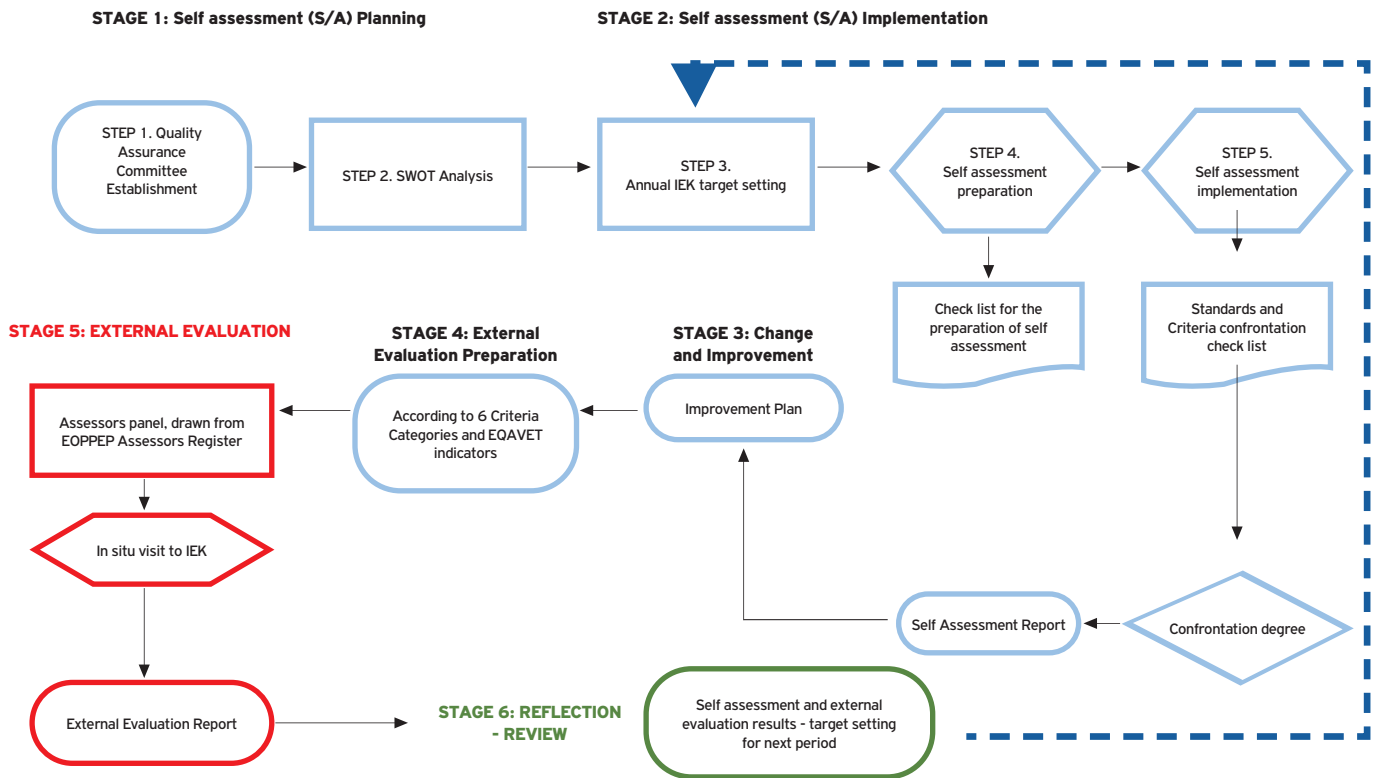 STAGE 1: Self assessment (S/A) Planning
STAGE 2: Self assessment (S/A) Implementation
STEP 1. Quality
Assurance
Committee
Establishment
STEP 2. SWOT Analysis
STEP 3.
Annual IEK target setting
STEP 4.
Self assessment
preparation
STEP 5.
Self assessment
implementation
Check list for the
preparation of self
assessment
Standards and
Criteria confrontation
check list
STAGE 5: EXTERNAL EVALUATION
STAGE 4: External
Evaluation Preparation
STAGE 3: Change
and Improvement
Assessors panel, drawn from
EOPPEP Assessors Register
According to 6 Criteria
Categories and EQAVET
indicators
Improvement Plan
In situ visit to IEK
Self Assessment Report
Confrontation degree
External Evaluation Report
STAGE 6: REFLECTION
- REVIEW
Self assessment and external
evaluation results - target setting
for next period